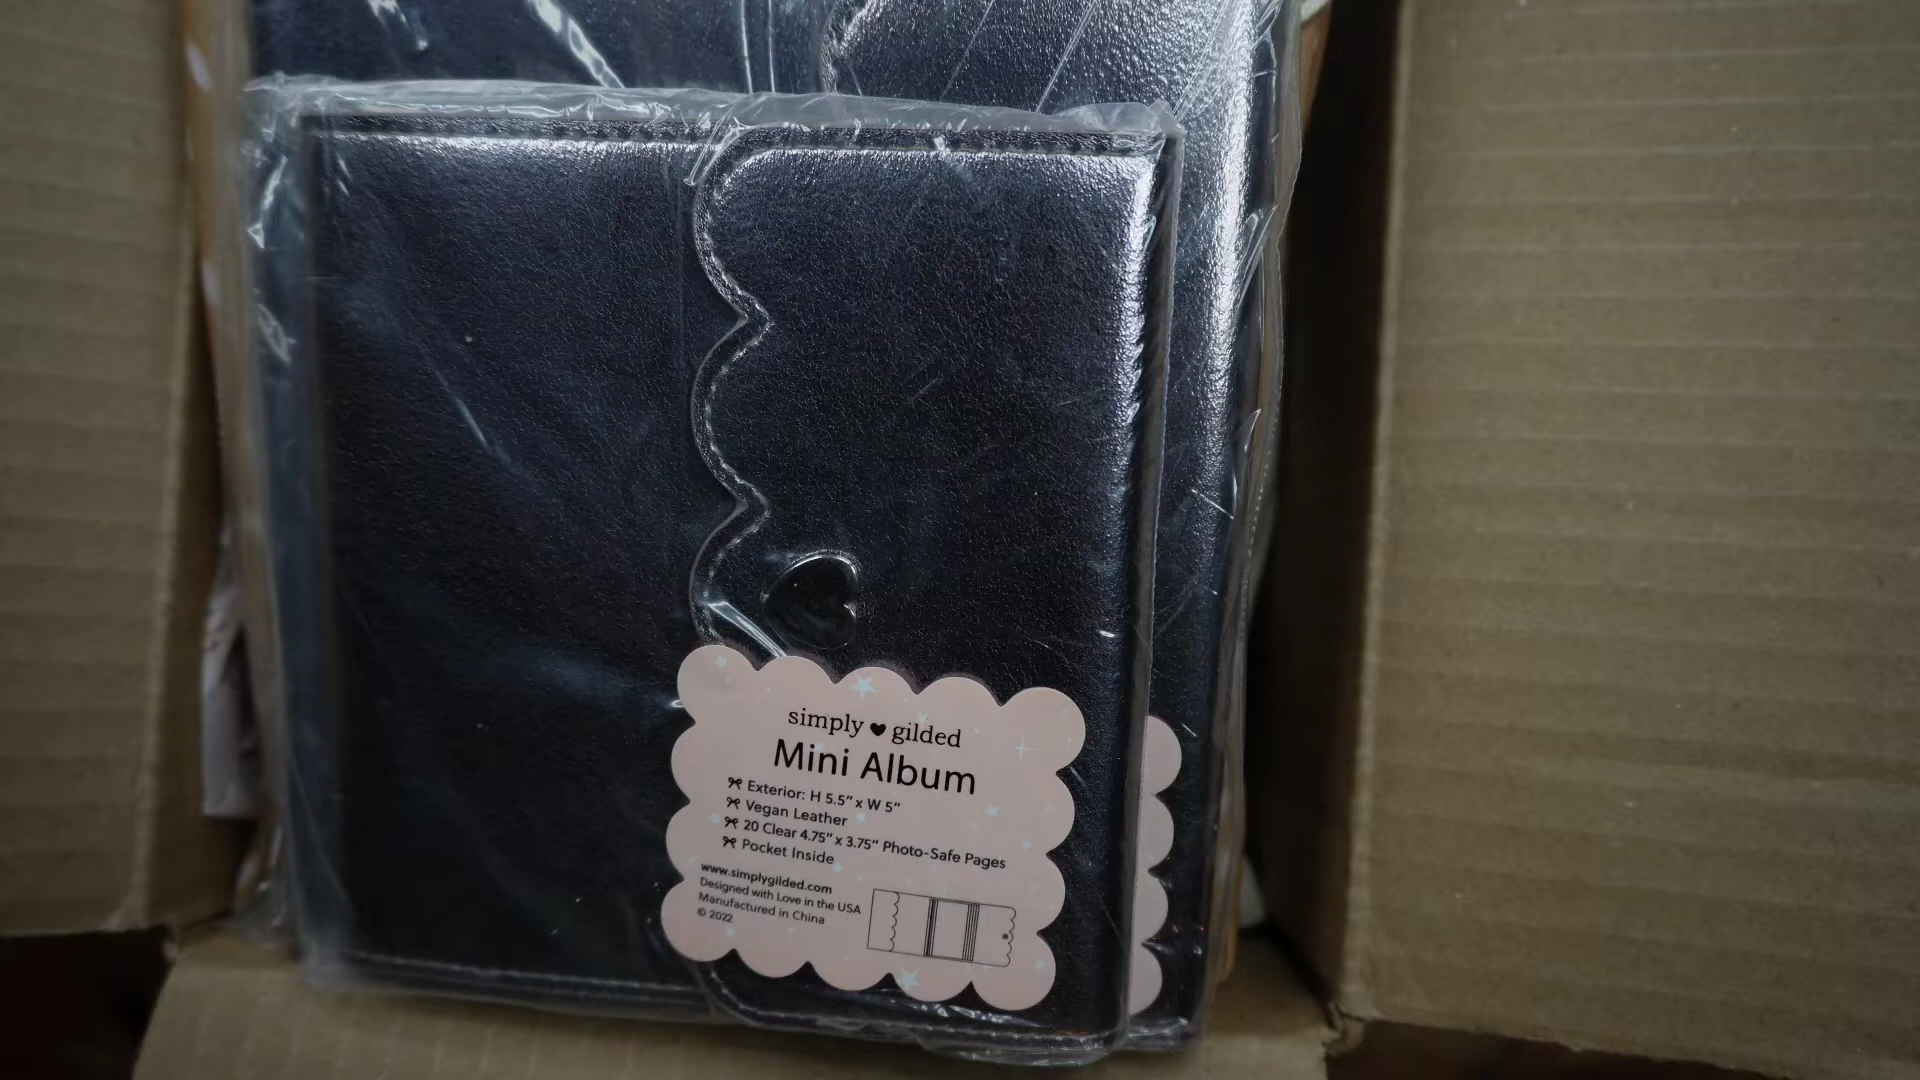 simply gilded
Mini Album
Exterior: H 5.5" x W 5"
Vegan Leather
20 Clear 4.75" x 3.75" Photo-Safe Pages
Pocket Inside
www.simplygilded.com
Designed with Love in the USA
Manufactured in China
© 2022